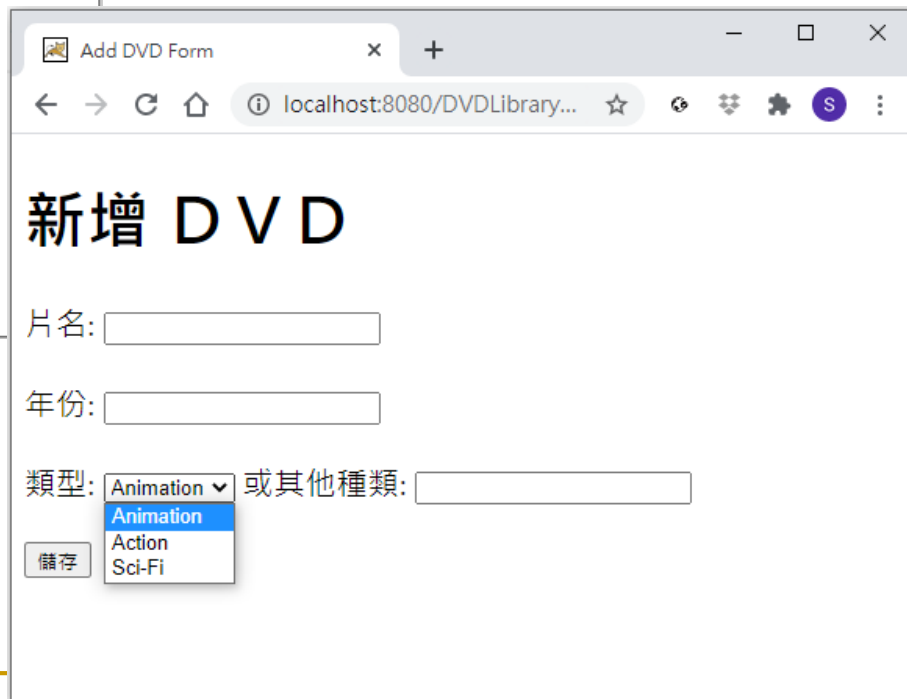 Add DVD Form
localhost:8080/DVDLibrary...
S
新增 ＤＶＤ
片名:
年份:
類型: Animation 或其他種類:
Animation
Action
Sci-Fi
儲存